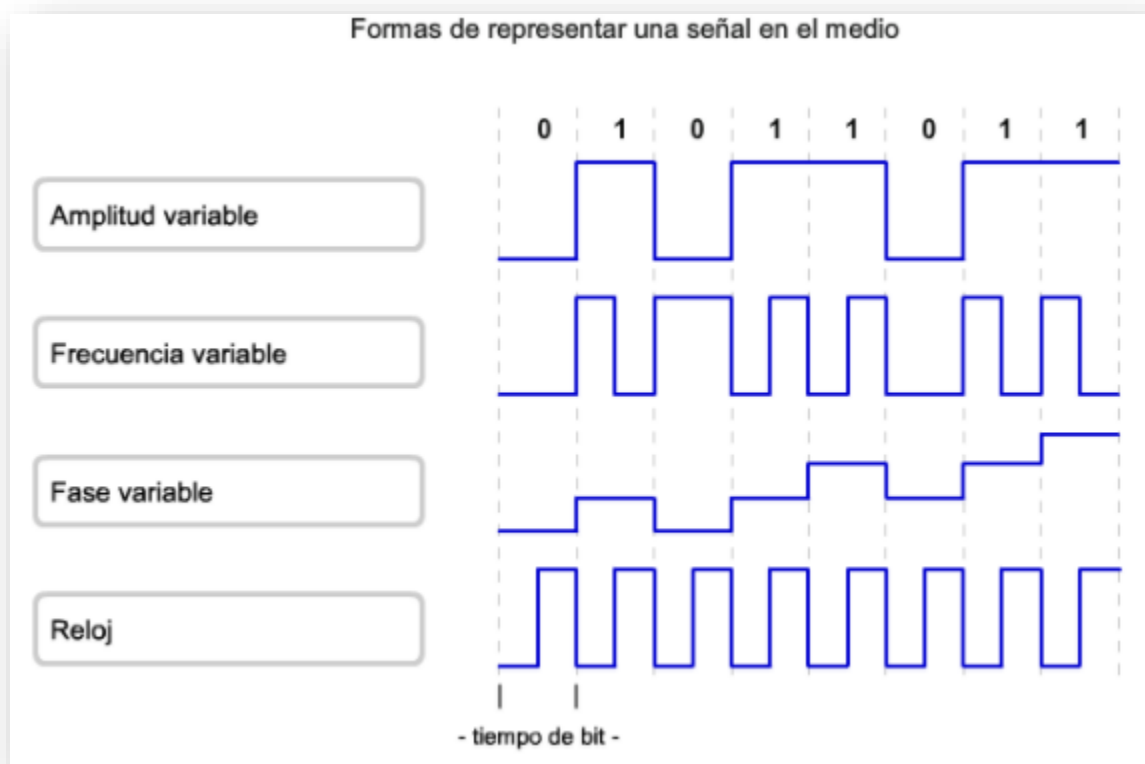 Formas de representar una señal en el medio
0 1 0 1 1 0 1 1
Amplitud variable
Frecuencia variable
Fase variable
Reloj
- tiempo de bit -